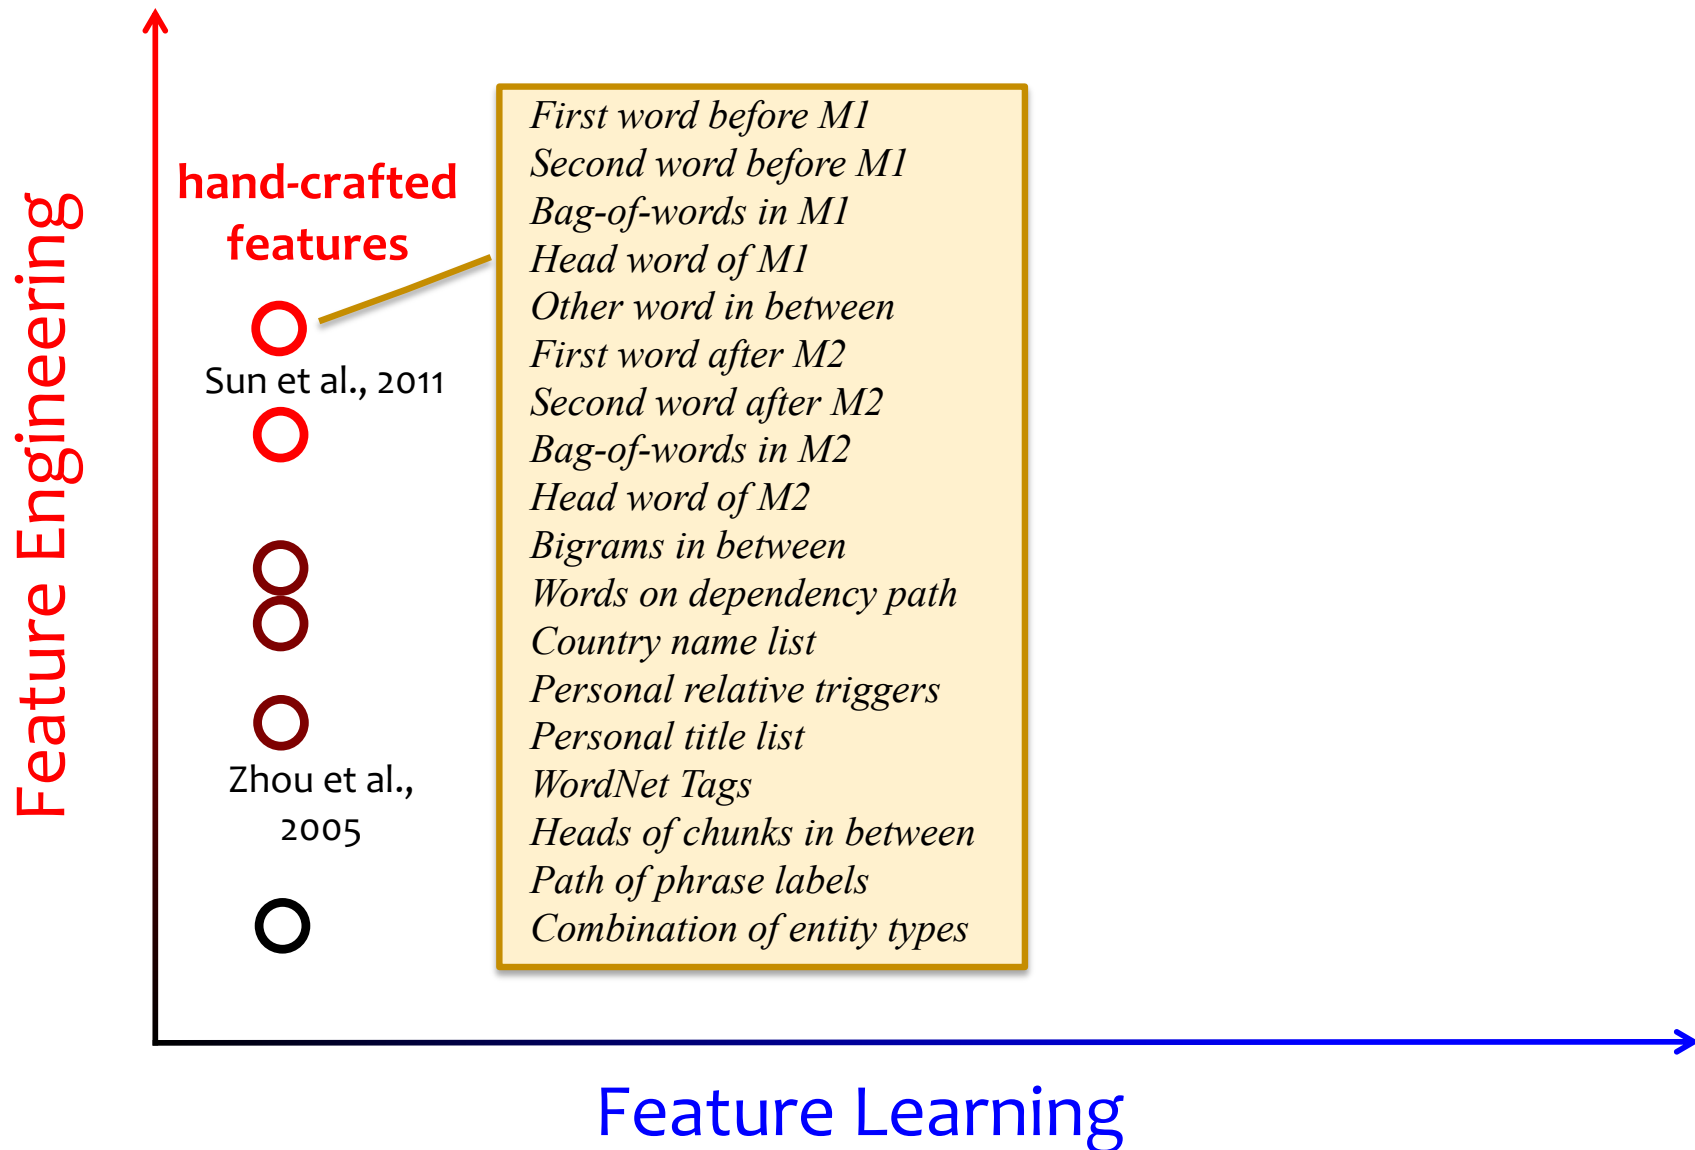 Feature Engineering
hand-crafted
features
Sun et al., 2011
Zhou et al.,
2005
First word before M1
Second word before M1
Bag-of-words in M1
Head word of M1
Other word in between
First word after M2
Second word after M2
Bag-of-words in M2
Head word of M2
Bigrams in between
Words on dependency path
Country name list
Personal relative triggers
Personal title list
WordNet Tags
Heads of chunks in between
Path of phrase labels
Combination of entity types
Feature Learning